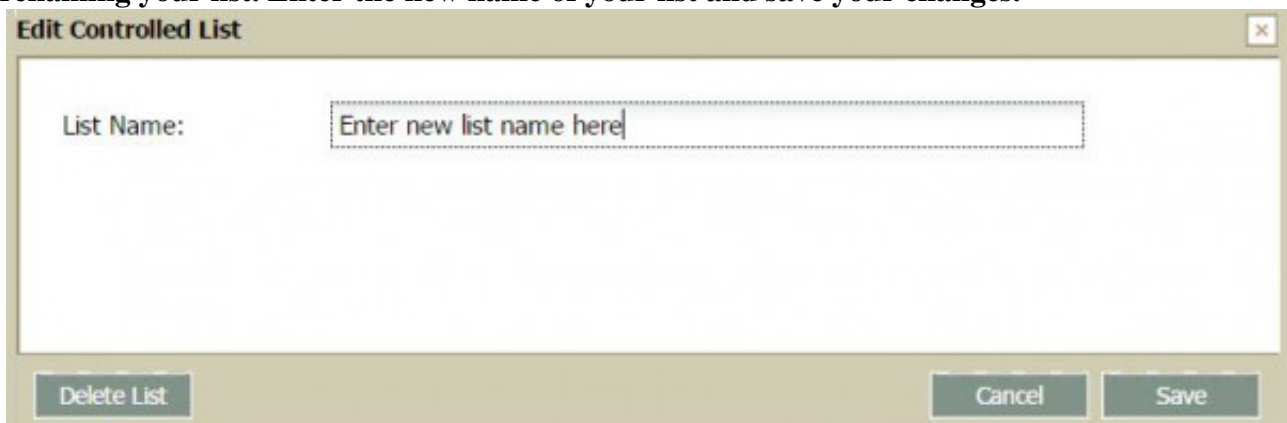 renaming your list. Enter the new name of your list and save your changes.
Edit Controlled List
List Name: Enter new list name here
Delete List Cancel Save